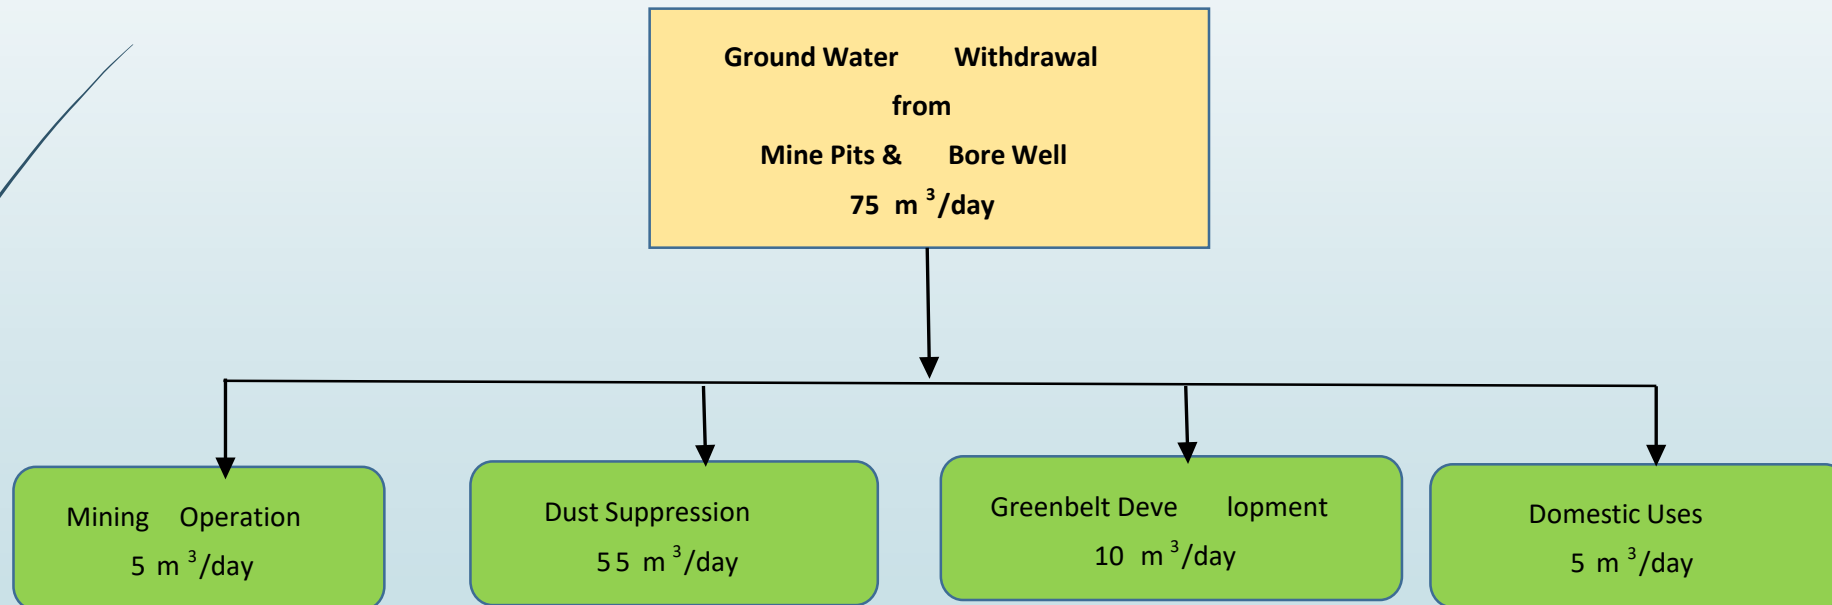 Ground Water Withdrawal
from
Mine Pits & Bore Well
75 m ³/day
Mining Operation
5 m ³/day
Dust Suppression
55 m ³/day
Greenbelt Deve lopment
10 m ³/day
Domestic Uses
5 m ³/day